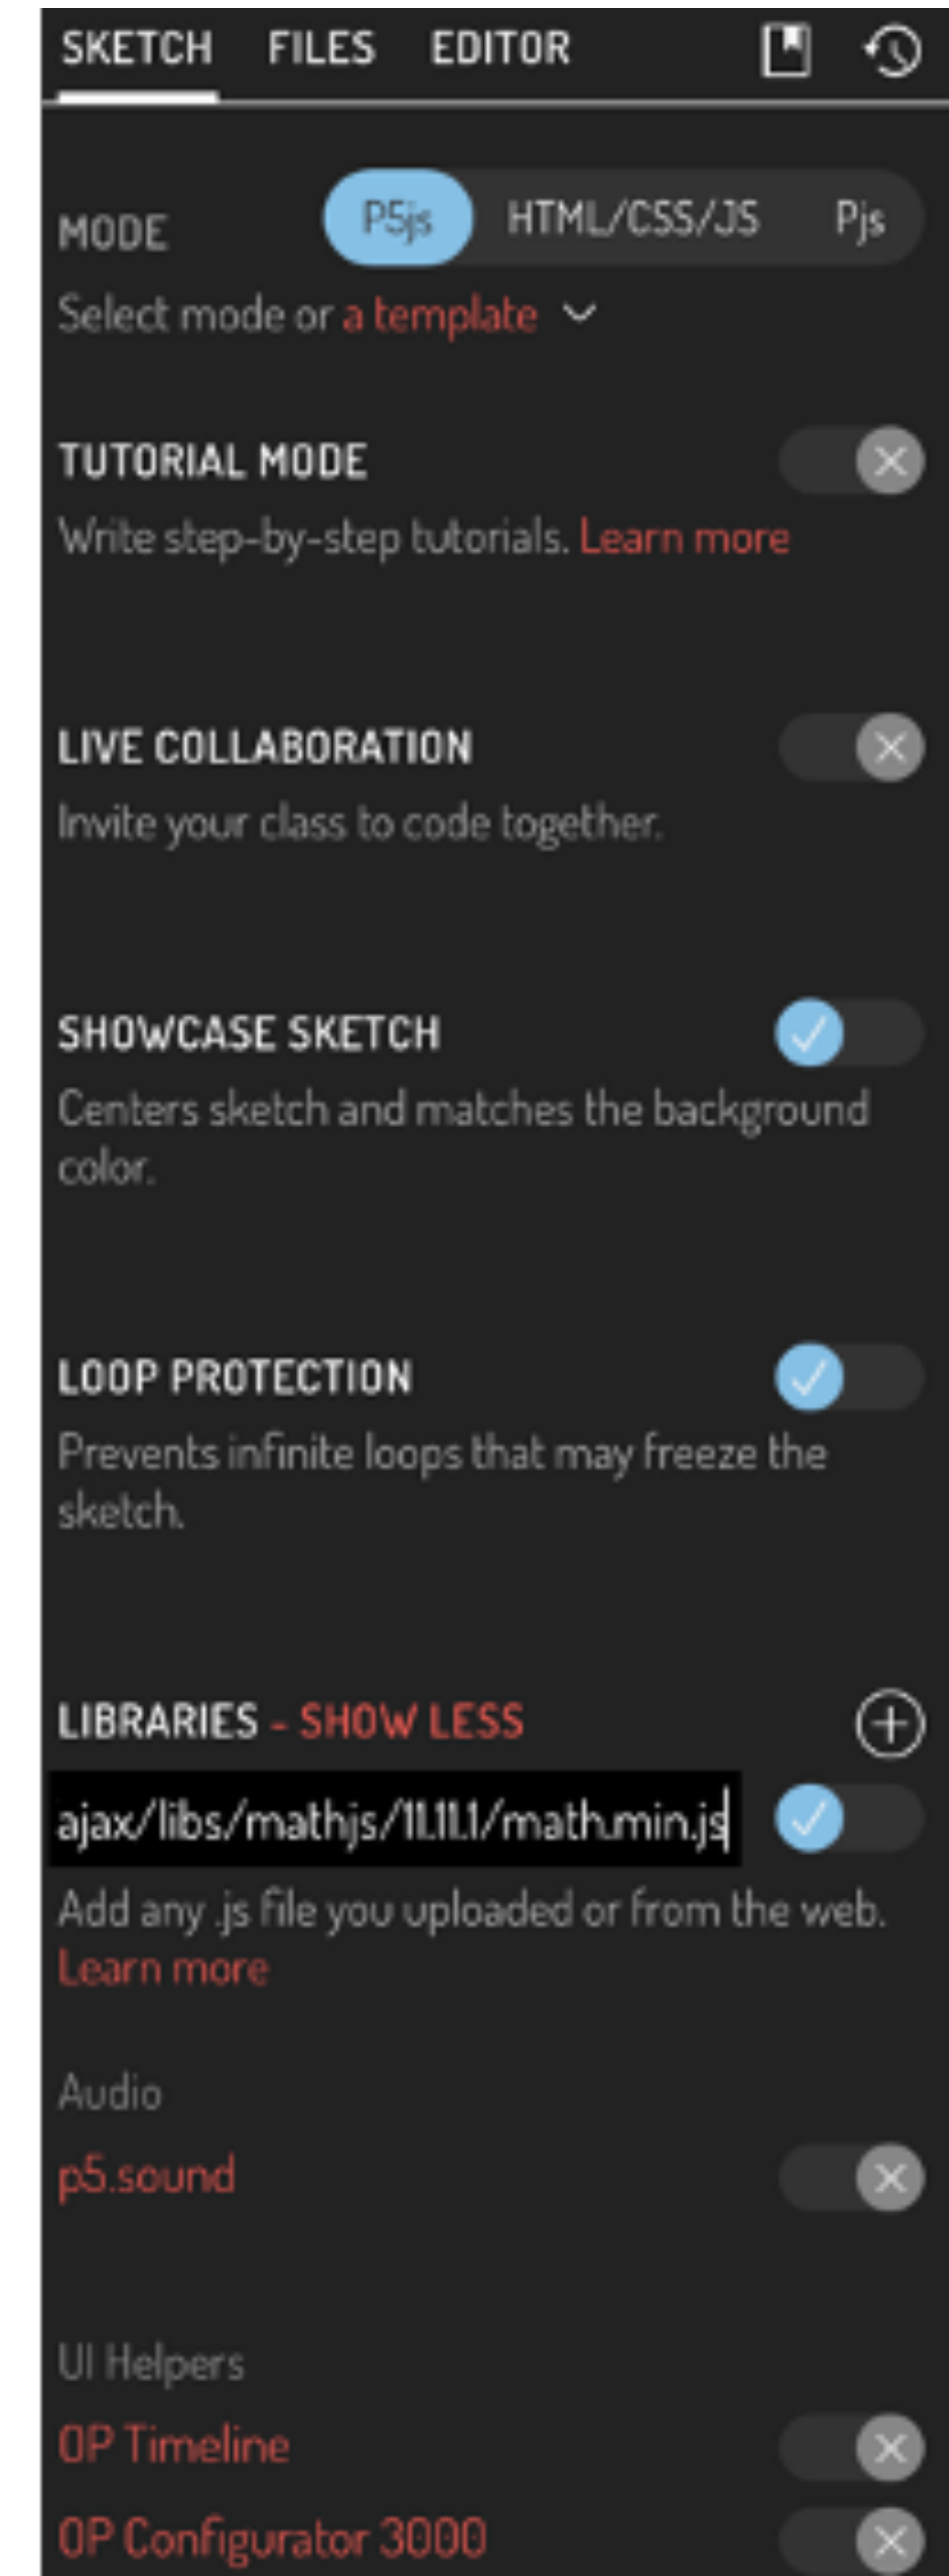 SKETCH FILES EDITOR
MODE P5js HTML/CSS/JS Pjs
Select mode or a template
TUTORIAL MODE
Write step-by-step tutorials. Learn more
LIVE COLLABORATION
Invite your class to code together.
SHOWCASE SKETCH
Centers sketch and matches the background
color.
LOOP PROTECTION
Prevents infinite loops that may freeze the
sketch.
LIBRARIES - SHOW LESS
ajax/libs/mathjs/11.11.1/math.min.js
Add any .js file you uploaded or from the web.
Learn more
Audio
p5.sound
UI Helpers
OP Timeline
OP Configurator 3000